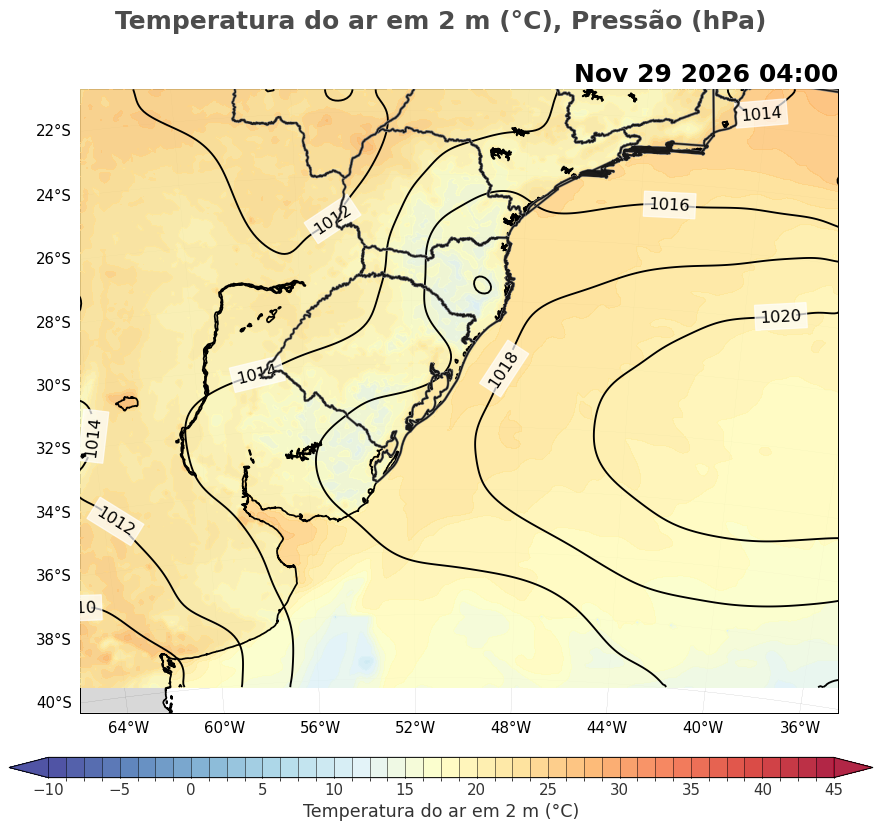 Temperatura do ar em 2 m (°C), Pressão (hPa)
Nov 29 2026 04:00
22°S
24°S
26°S
28°S
30°S
32°S
34°S
36°S
38°S
40°S
1014
1012
1016
1020
1018
1014
1014
1012
10
64°W 60°W 56°W 52°W 48°W 44°W 40°W 36°W
−10 −5 0 5 10 15 20 25 30 35 40 45
Temperatura do ar em 2 m (°C)